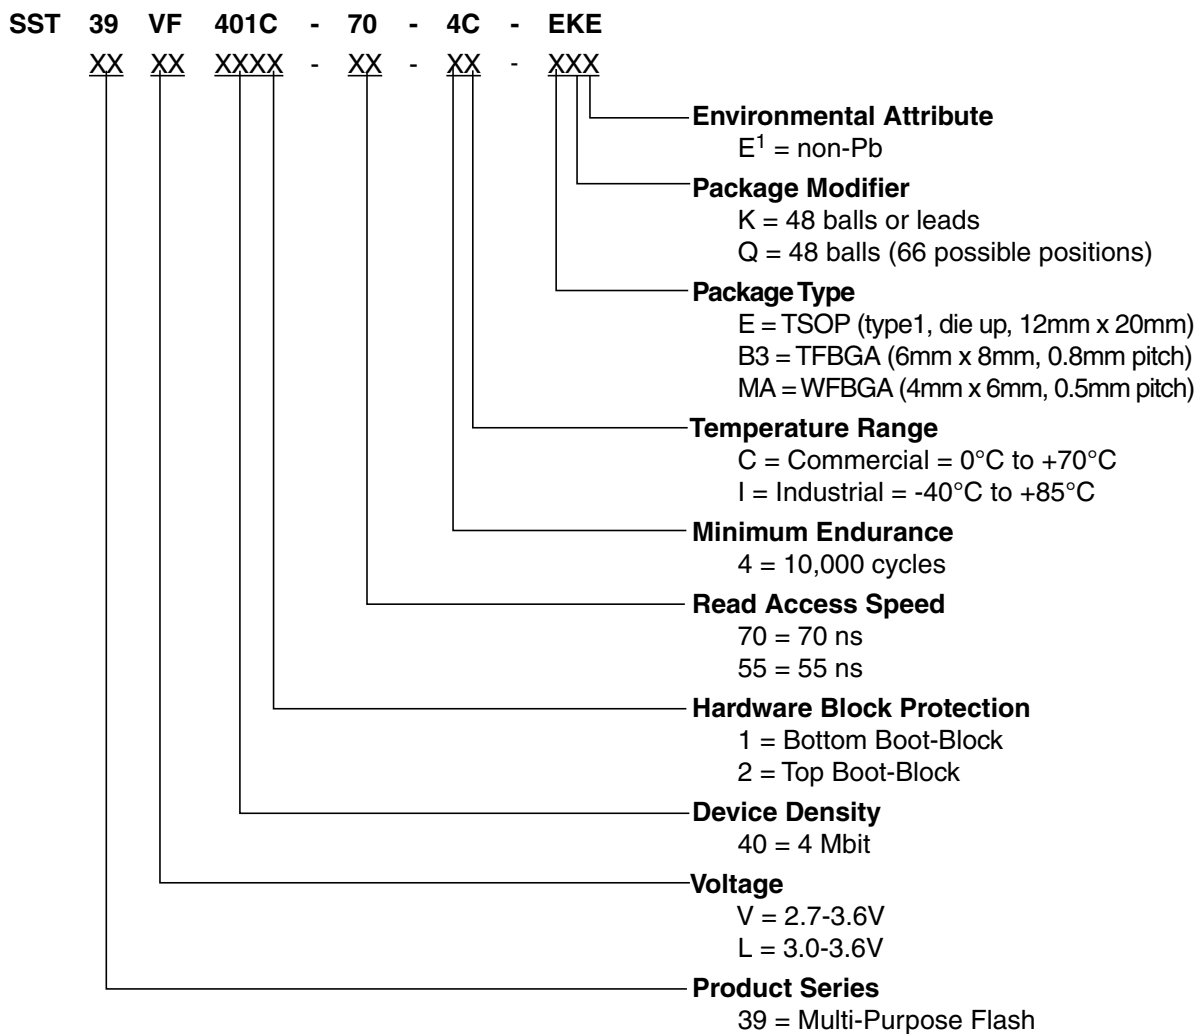 SST 39 VF 401C - 70 - 4C - EKE
XX XX XXXX - XX - XX - XXX
Environmental Attribute
E1 = non-Pb
Package Modifier
K = 48 balls or leads
Q = 48 balls (66 possible positions)
Package Type
E = TSOP (type1, die up, 12mm x 20mm)
B3 = TFBGA (6mm x 8mm, 0.8mm pitch)
MA = WFBGA (4mm x 6mm, 0.5mm pitch)
Temperature Range
C = Commercial = 0°C to +70°C
I = Industrial = -40°C to +85°C
Minimum Endurance
4 = 10,000 cycles
Read Access Speed
70 = 70 ns
55 = 55 ns
Hardware Block Protection
1 = Bottom Boot-Block
2 = Top Boot-Block
Device Density
40 = 4 Mbit
Voltage
V = 2.7-3.6V
L = 3.0-3.6V
Product Series
39 = Multi-Purpose Flash